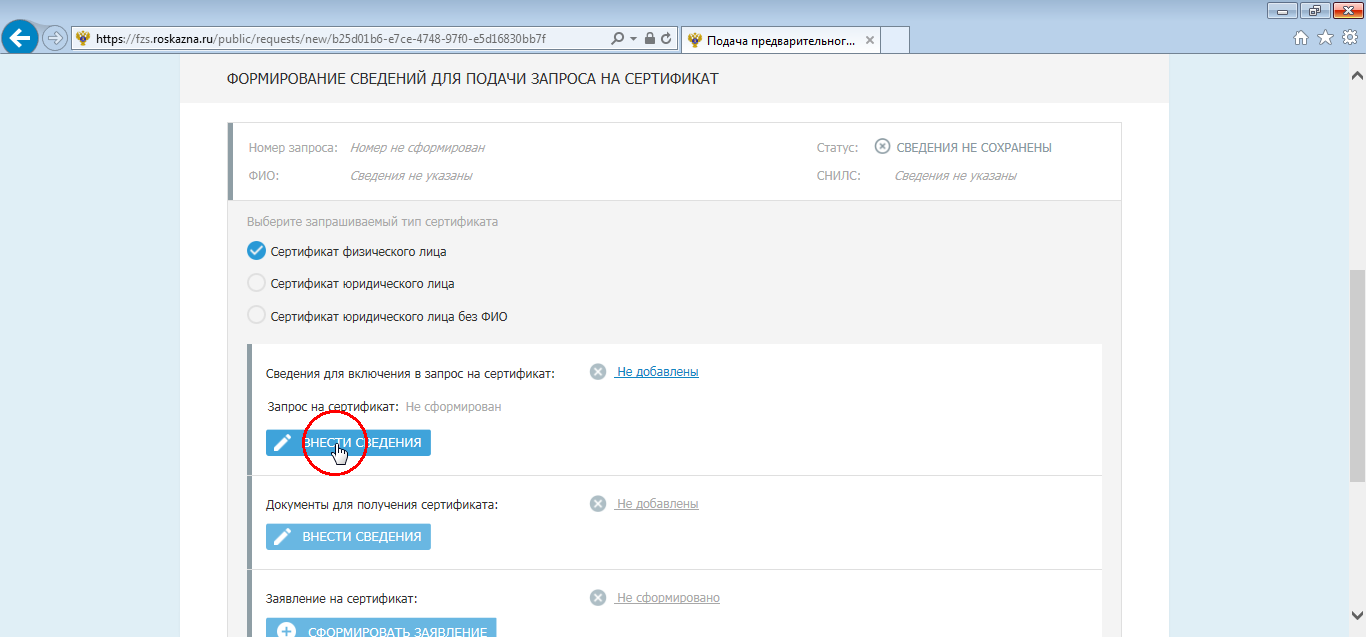 https://fzs.roskazna.ru/public/requests/new/b25d01b6-e7ce-4748-97f0-e5d16830bb7f
Подача предварительног...
ФОРМИРОВАНИЕ СВЕДЕНИЙ ДЛЯ ПОДАЧИ ЗАПРОСА НА СЕРТИФИКАТ
Номер запроса: Номер не сформирован Статус: СВЕДЕНИЯ НЕ СОХРАНЕНЫ
ФИО: Сведения не указаны СНИЛС: Сведения не указаны
Выберите запрашиваемый тип сертификата
Сертификат физического лица
Сертификат юридического лица
Сертификат юридического лица без ФИО
Сведения для включения в запрос на сертификат: Не добавлены
Запрос на сертификат: Не сформирован
ВНЕСТИ СВЕДЕНИЯ
Документы для получения сертификата: Не добавлены
ВНЕСТИ СВЕДЕНИЯ
Заявление на сертификат: Не сформировано
СФОРМИРОВАТЬ ЗАЯВЛЕНИЕ